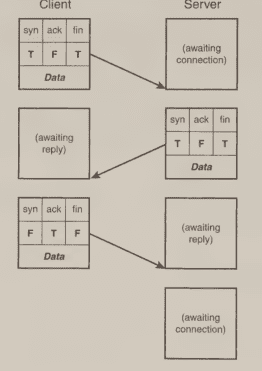 Client Server
syn ack fin
T F T
Data
(awaiting
connection)
(awaiting
reply)
syn ack fin
T F T
Data
syn ack fin
F T F
Data
(awaiting
reply)
(awaiting
connection)